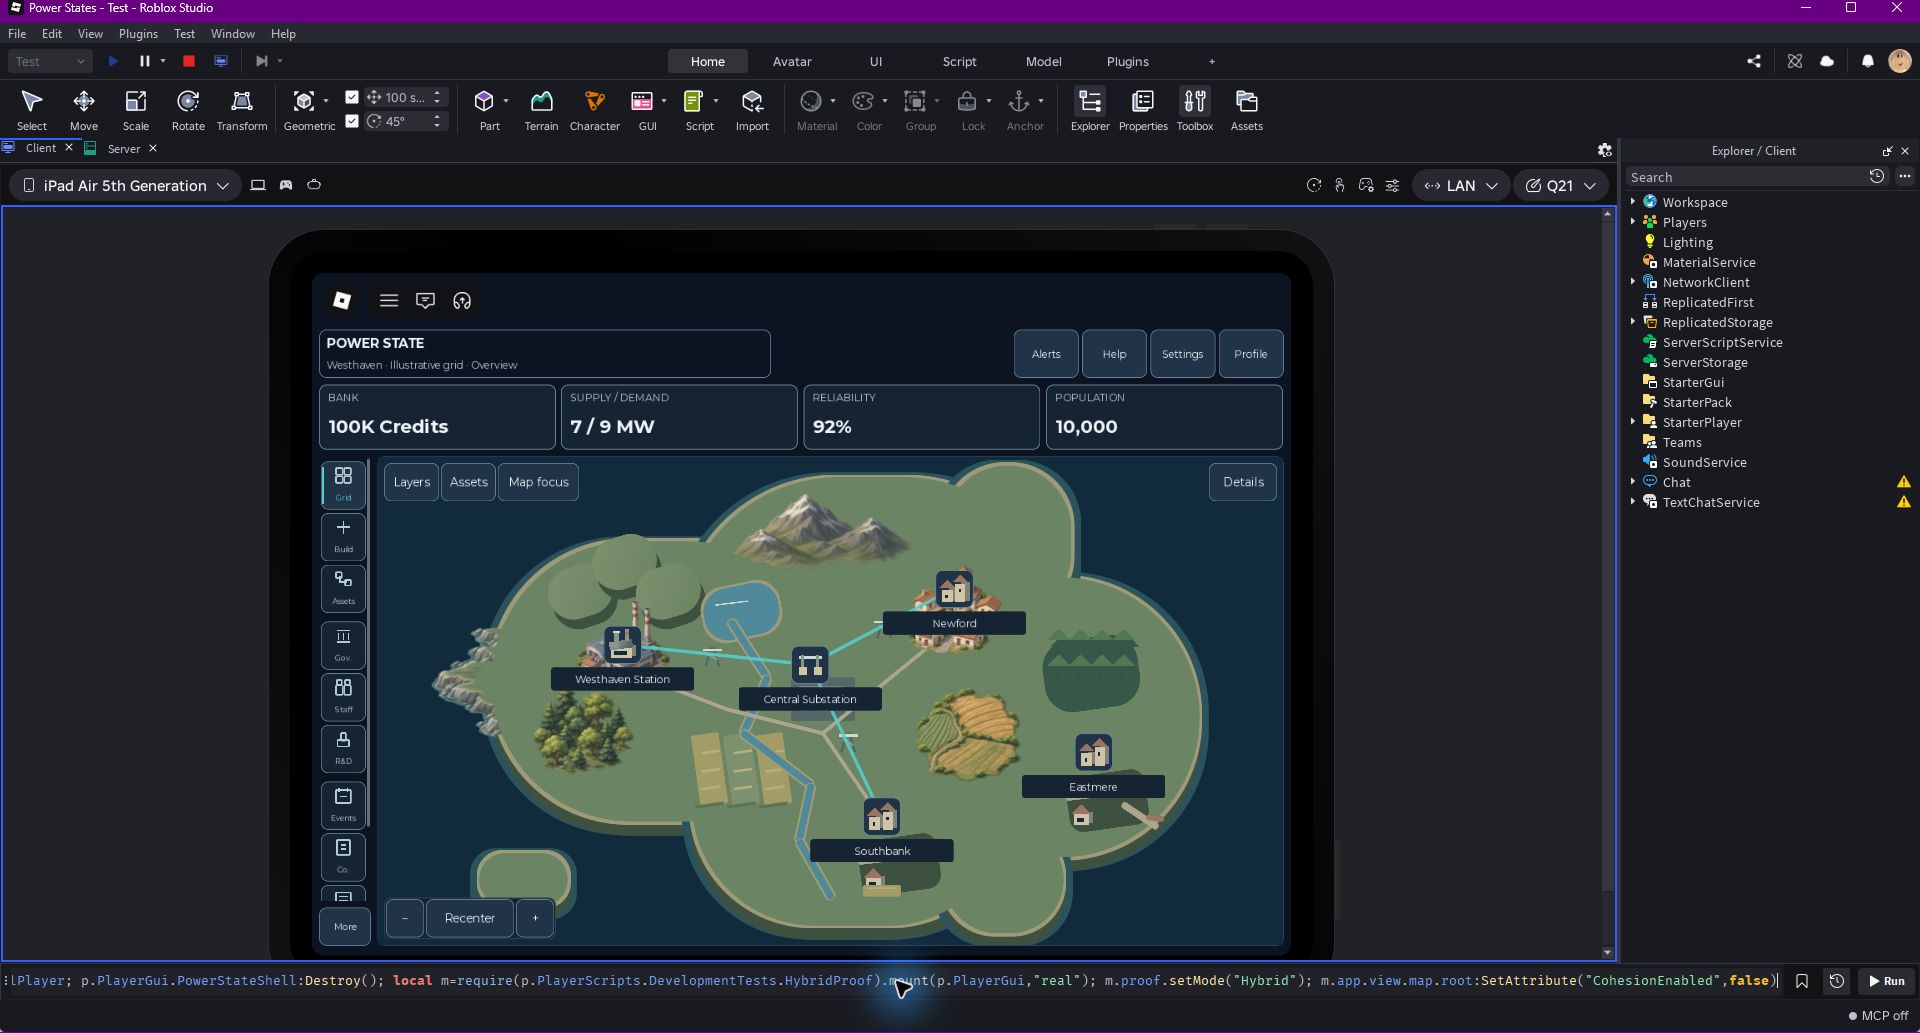 Power States - Test - Roblox Studio
File Edit View Plugins Test Window Help
Test
Home Avatar UI Script Model Plugins +
Select Move Scale Rotate Transform Geometric 100 s... 45° Part Terrain Character GUI Script Import Material Color Group Lock Anchor Explorer Properties Toolbox Assets
Client Server
iPad Air 5th Generation LAN Q21
POWER STATE
Westhaven · Illustrative grid · Overview
Alerts Help Settings Profile
BANK
100K Credits
SUPPLY / DEMAND
7 / 9 MW
RELIABILITY
92%
POPULATION
10,000
Grid
Build
Assets
Gov.
Staff
R&D
Events
Co.
More
Layers Assets Map focus Details
Newford
Westhaven Station
Central Substation
Eastmere
Southbank
− Recenter +
Explorer / Client
Search
Workspace
Players
Lighting
MaterialService
NetworkClient
ReplicatedFirst
ReplicatedStorage
ServerScriptService
ServerStorage
StarterGui
StarterPack
StarterPlayer
Teams
SoundService
Chat
TextChatService
lPlayer; p.PlayerGui.PowerStateShell:Destroy(); local m=require(p.PlayerScripts.DevelopmentTests.HybridProof).mount(p.PlayerGui,"real"); m.proof.setMode("Hybrid"); m.app.view.map.root:SetAttribute("CohesionEnabled",false)
Run
MCP off